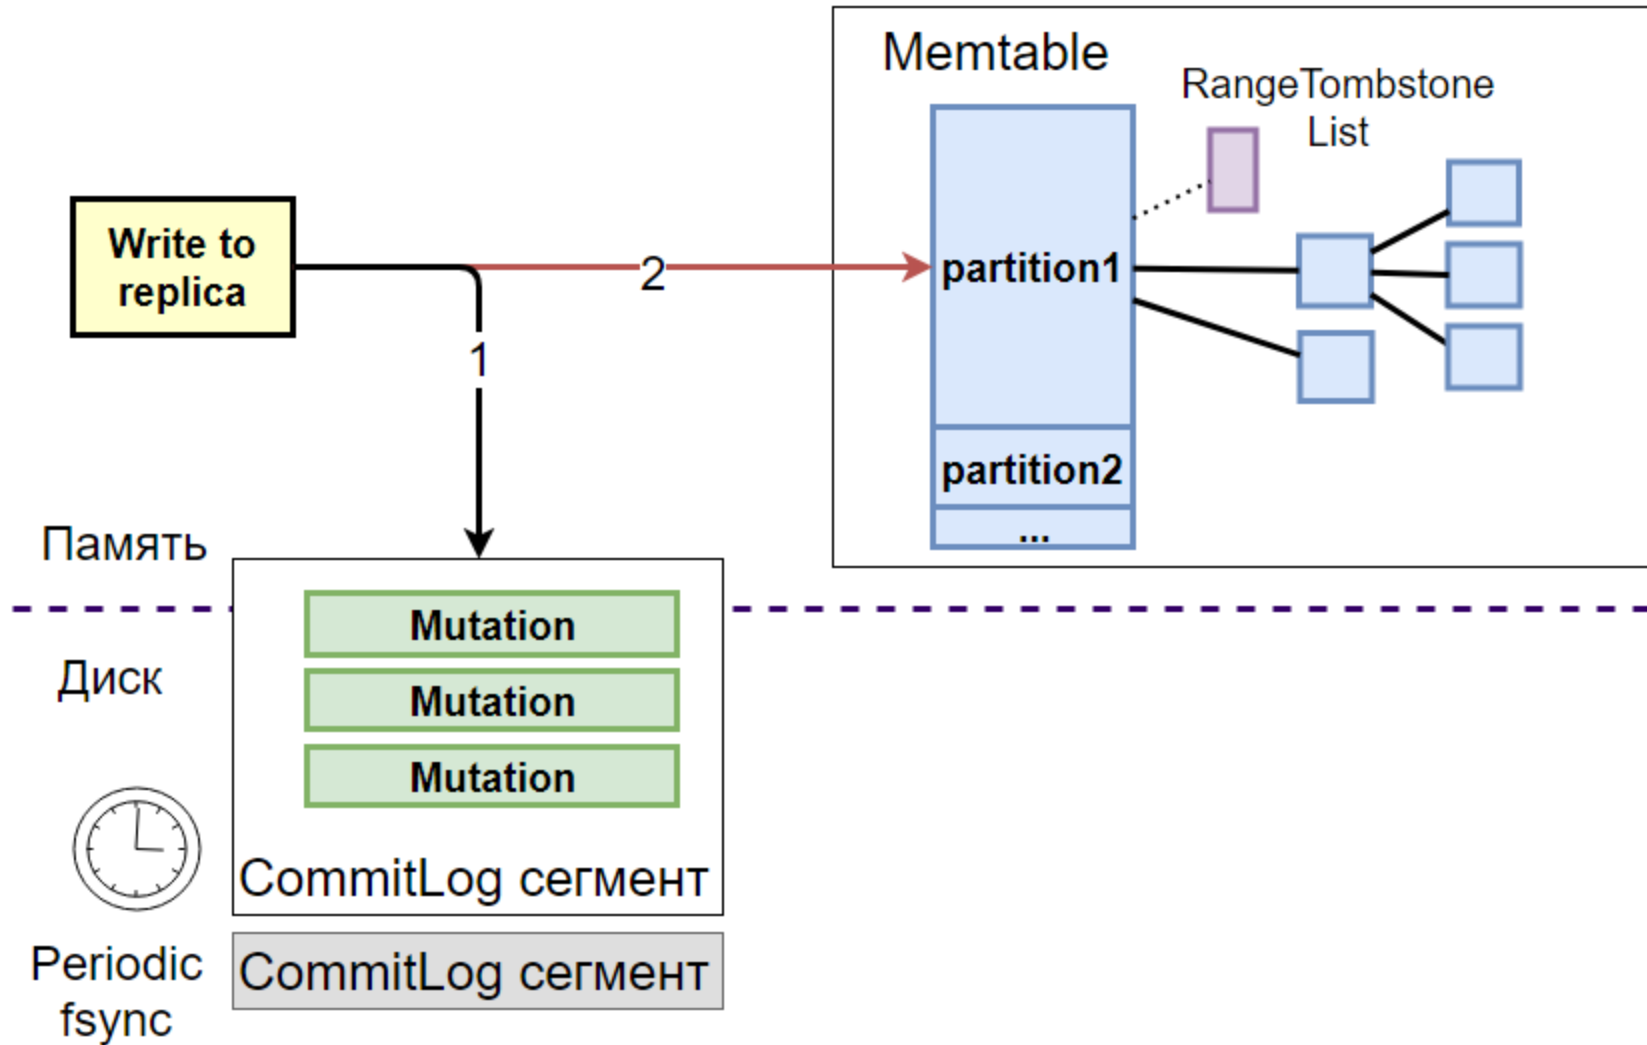 Memtable
RangeTombstone
List
Write to
replica
2
partition1
1
partition2
...
Память
Диск
Mutation
Mutation
Mutation
CommitLog сегмент
Periodic
fsync
CommitLog сегмент